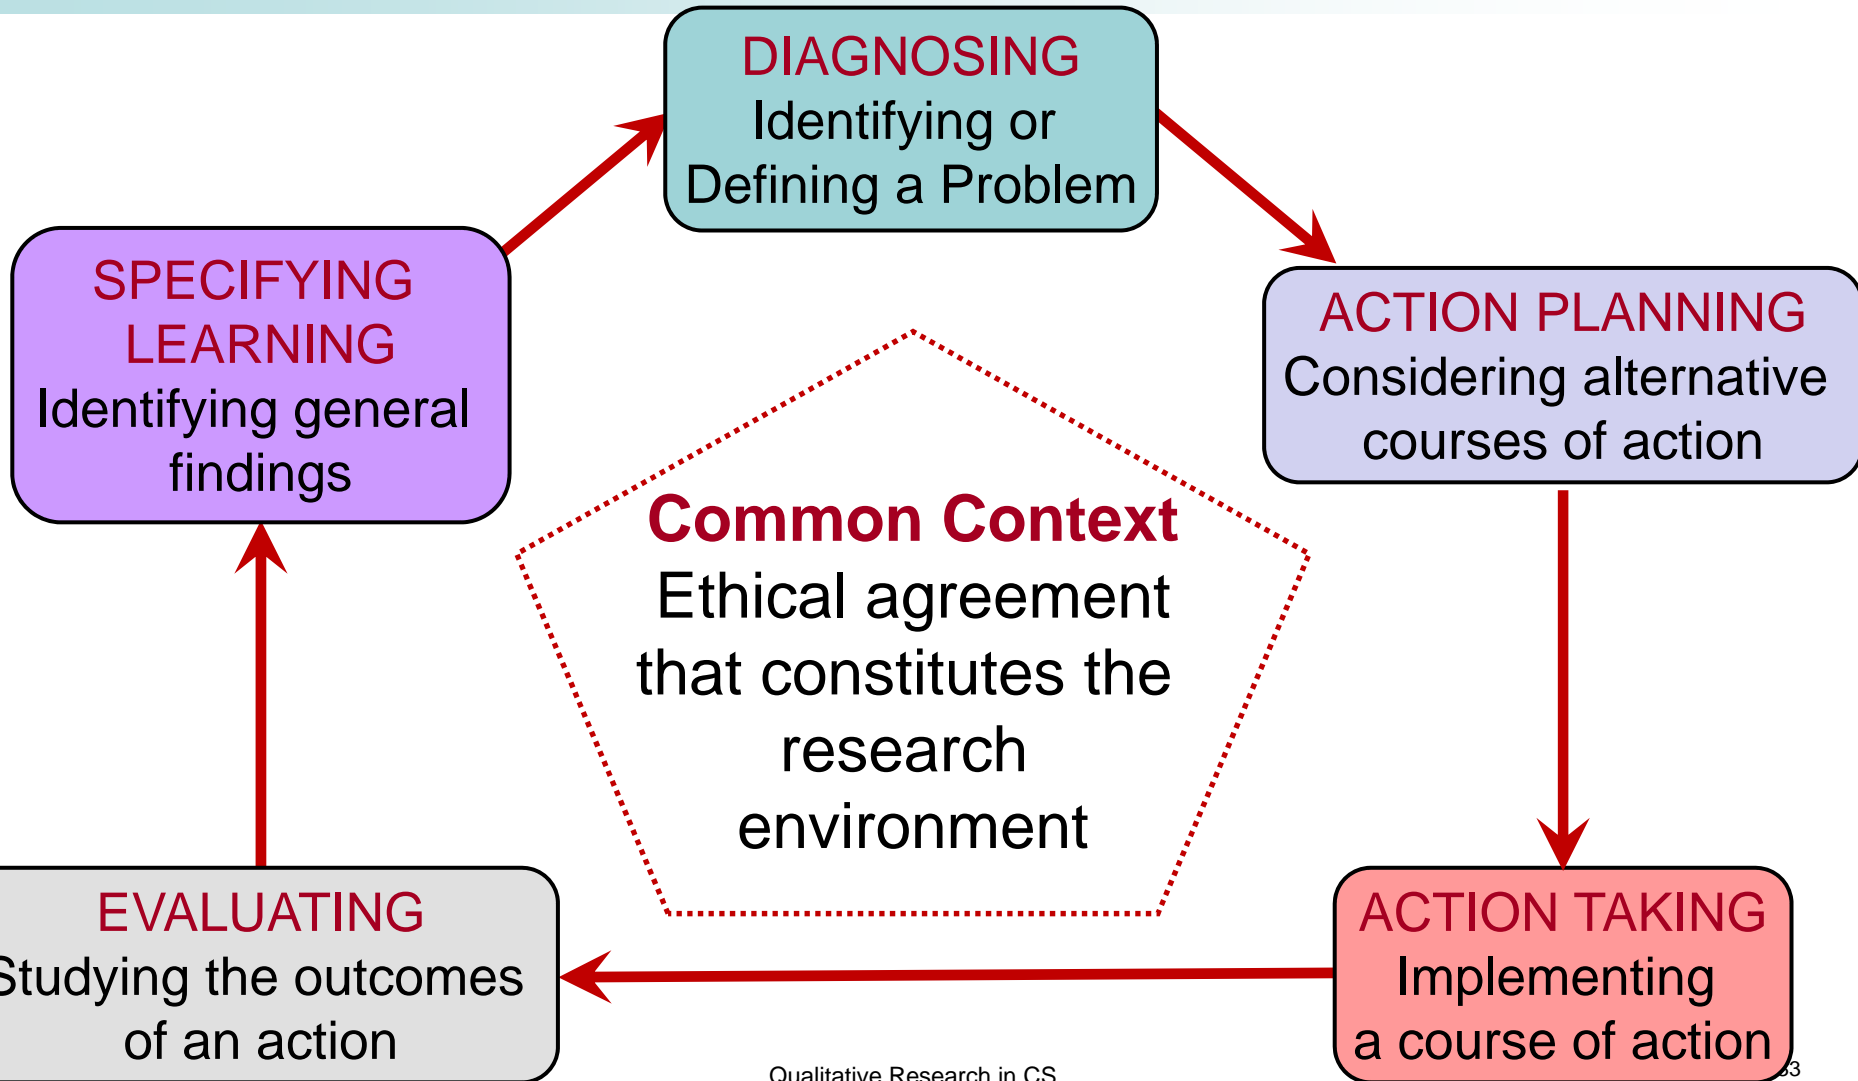 DIAGNOSING
Identifying or
Defining a Problem
ACTION PLANNING
Considering alternative
courses of action
ACTION TAKING
Implementing
a course of action
EVALUATING
Studying the outcomes
of an action
SPECIFYING
LEARNING
Identifying general
findings
Common Context
Ethical agreement
that constitutes the
research
environment
Qualitative Research in CS